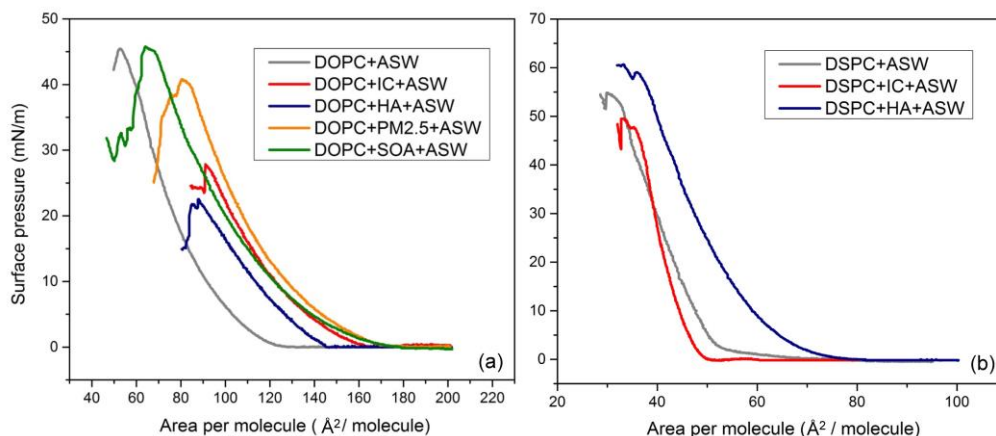 50
40
30
20
10
0
40 60 80 100 120 140 160 180 200 220
Surface pressure (mN/m)
Area per molecule ( Å²/ molecule)
DOPC+ASW
DOPC+IC+ASW
DOPC+HA+ASW
DOPC+PM2.5+ASW
DOPC+SOA+ASW
(a)
70
60
50
40
30
20
10
0
20 40 60 80 100
Area per molecule ( Å²/ molecule)
DSPC+ASW
DSPC+IC+ASW
DSPC+HA+ASW
(b)